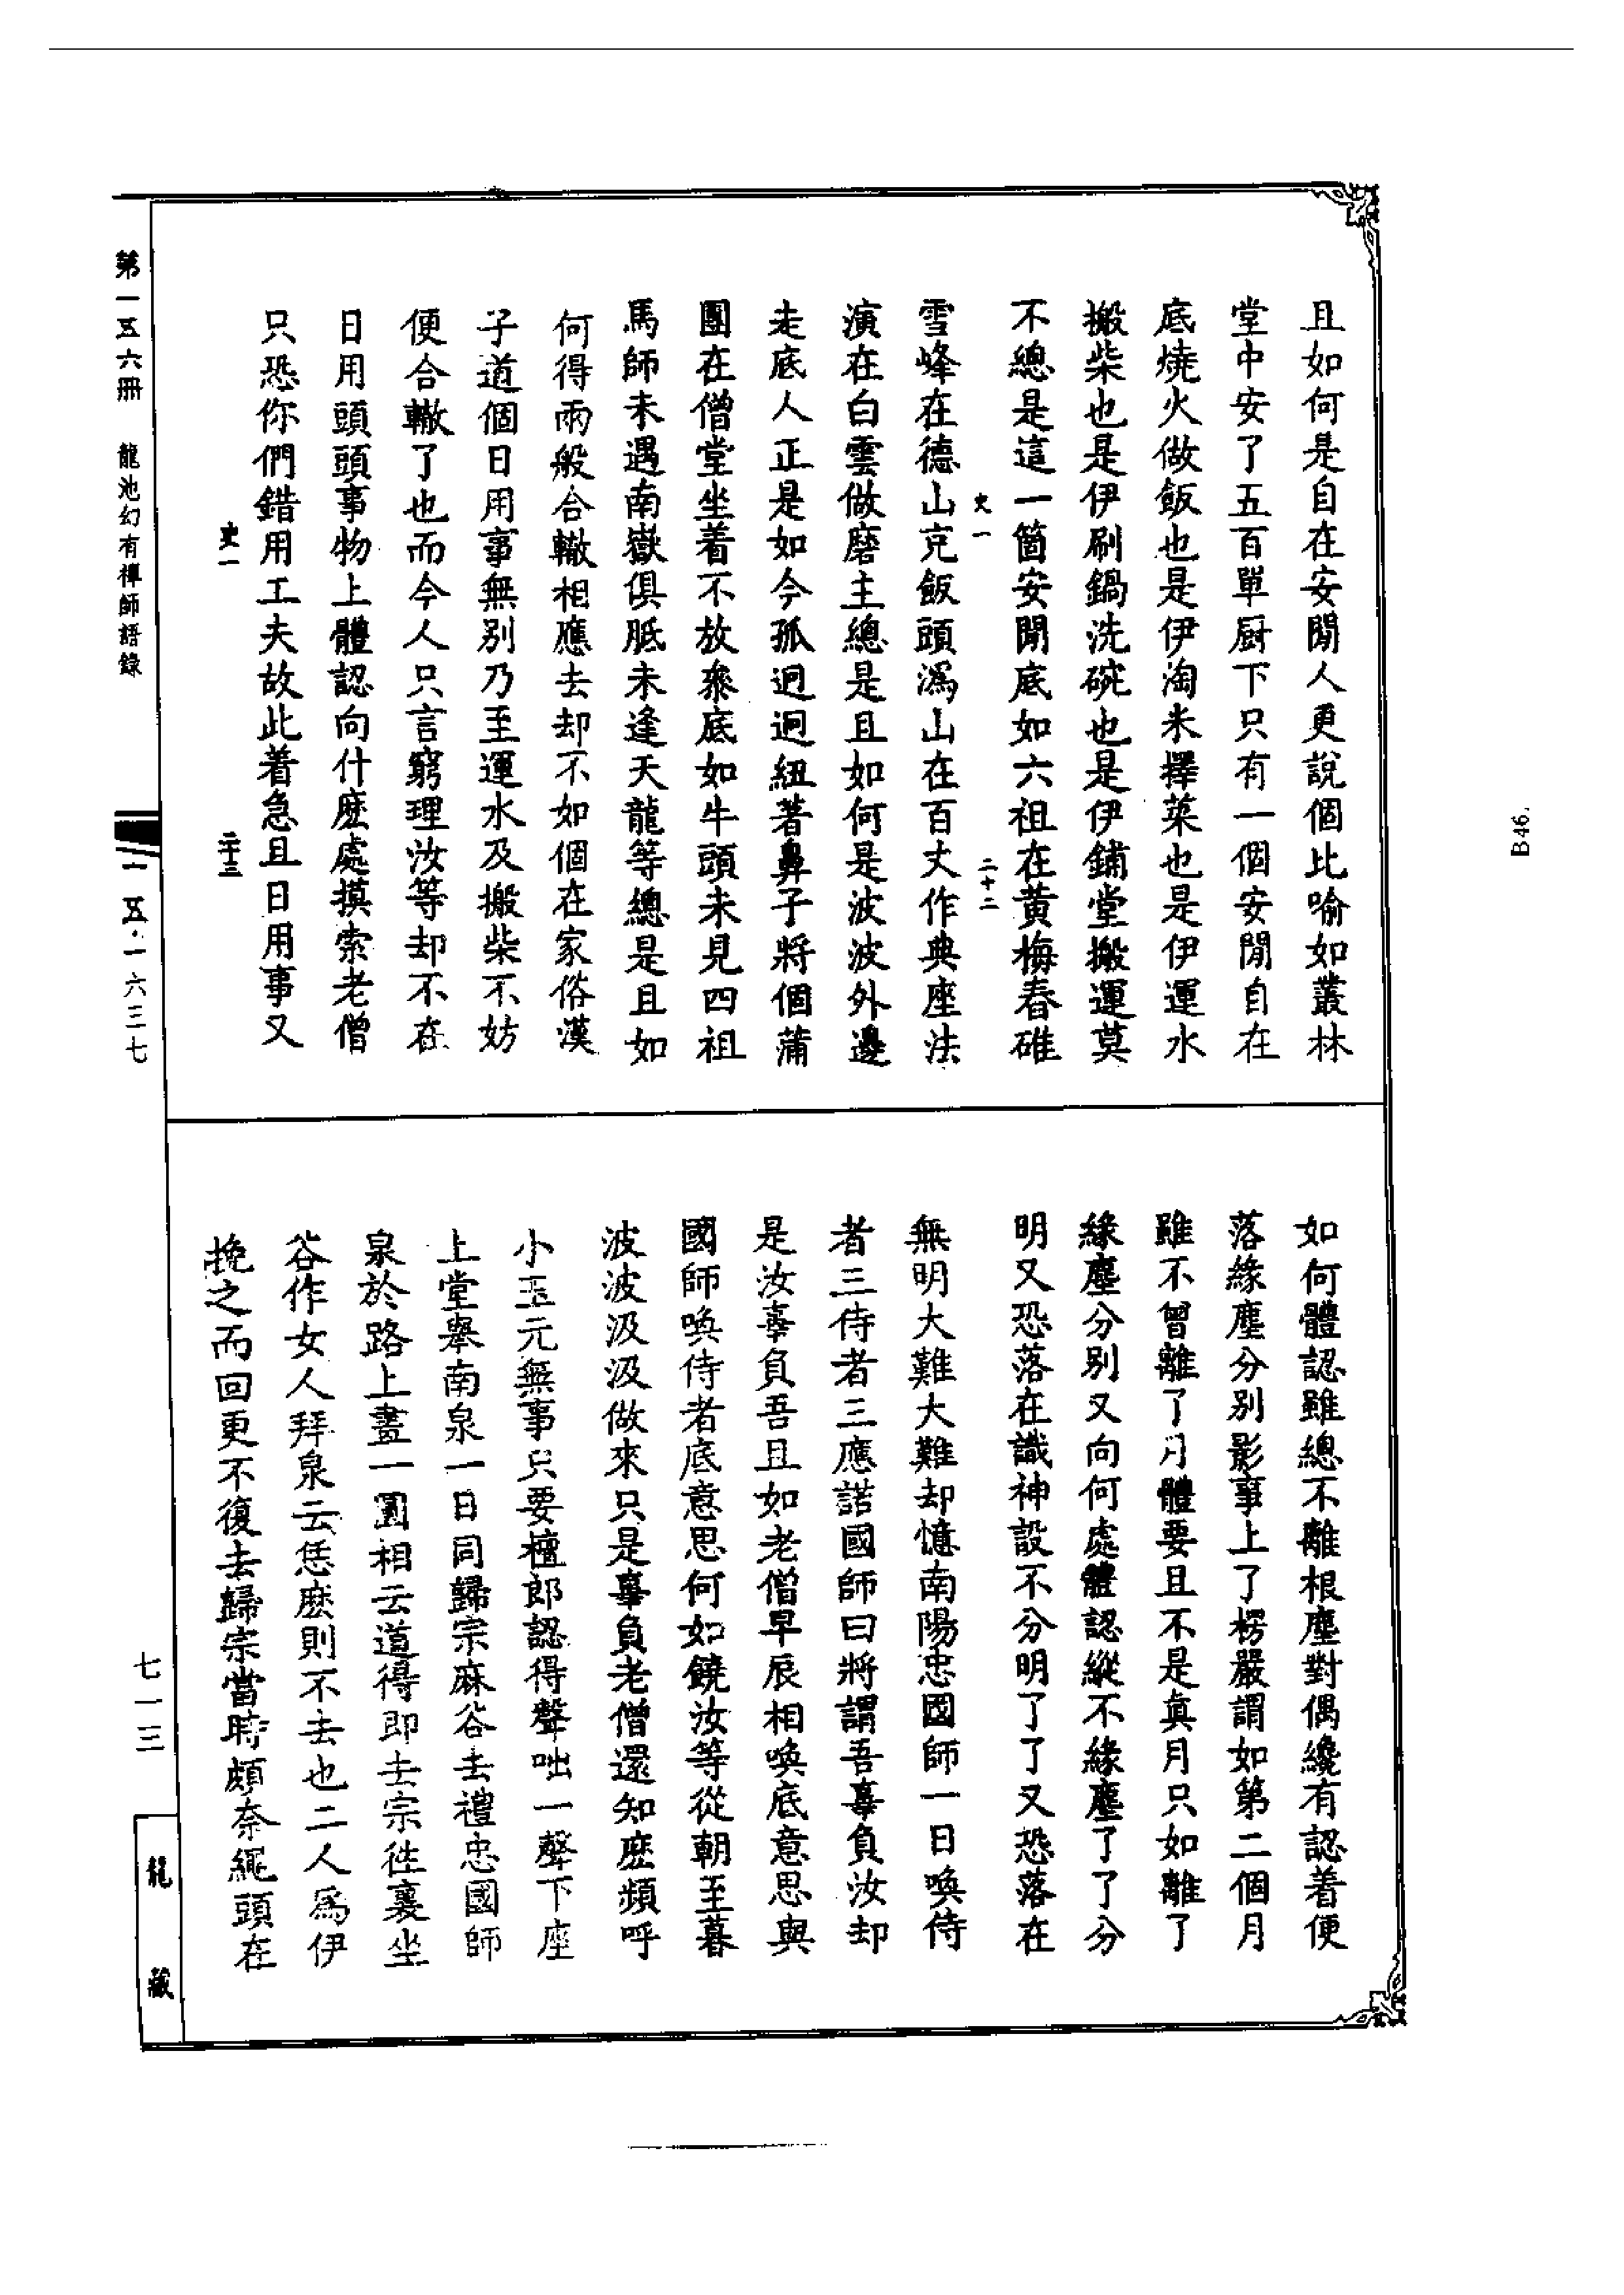 且如何是自在安閒人更說個比喻如叢林
堂中安了五百單厨下只有一個安閒自在
底燒火做飯也是伊淘米擇菜也是伊運水
搬柴也是伊刷鍋洗碗也是伊鋪堂搬運莫
不總是這一箇安閒底如六祖在黃梅舂碓
史一
二十二
雪峰在德山充飯頭溈山在百丈作典座法
演在白雲做磨主總是且如何是波波外邊
走底人正是如今孤迥迥紐著鼻子將個蒲
團在僧堂坐着不放叅底如牛頭未見四祖
馬師未遇南嶽俱胝未逢天龍等總是且如
何得兩般合轍相應去却不如個在家俗漢
子道個日用事無別乃至運水及搬柴不妨
便合轍了也而今人只言窮理汝等却不在
日用頭頭事物上體認向什麽處摸索老僧
只恐你們錯用工夫故此着急且日用事又
史一
二十三
如何體認雖總不離根塵對偶纔有認着便
落緣塵分別影事上了楞嚴謂如第二個月
雖不曾離了月體要且不是真月只如離了
緣塵分別又向何處體認縱不緣塵了了分
明又恐落在識神設不分明了了又恐落在
無明大難大難却憶南陽忠國師一日喚侍
者三侍者三應諾國師曰將謂吾辜負汝却
是汝辜負吾且如老僧早辰相喚底意思與
國師喚侍者底意思何如饒汝等從朝至暮
波波汲汲做來只是辜負老僧還知麽頻呼
小玉元無事只要檀郎認得聲咄一聲下座
上堂舉南泉一日同歸宗麻谷去禮忠國師
泉於路上畫一圓相云道得即去宗徃裏坐
谷作女人拜泉云恁麽則不去也二人爲伊
挽之而回更不復去歸宗當時頗奈繩頭在
第一五六冊 龍池幻有禪師語錄
一五·一六三七
七一三
龍藏
B46.